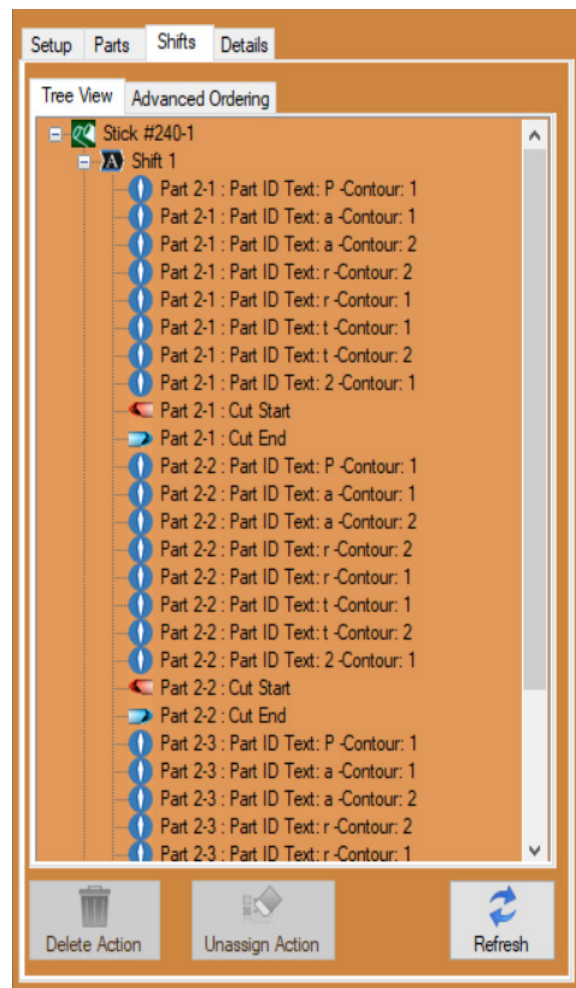 Setup Parts Shifts Details
Tree View Advanced Ordering
Stick #240-1
A Shift 1
Part 2-1 : Part ID Text: P -Contour: 1
Part 2-1 : Part ID Text: a -Contour: 1
Part 2-1 : Part ID Text: a -Contour: 2
Part 2-1 : Part ID Text: r -Contour: 2
Part 2-1 : Part ID Text: r -Contour: 1
Part 2-1 : Part ID Text: t -Contour: 1
Part 2-1 : Part ID Text: t -Contour: 2
Part 2-1 : Part ID Text: 2 -Contour: 1
Part 2-1 : Cut Start
Part 2-1 : Cut End
Part 2-2 : Part ID Text: P -Contour: 1
Part 2-2 : Part ID Text: a -Contour: 1
Part 2-2 : Part ID Text: a -Contour: 2
Part 2-2 : Part ID Text: r -Contour: 2
Part 2-2 : Part ID Text: r -Contour: 1
Part 2-2 : Part ID Text: t -Contour: 1
Part 2-2 : Part ID Text: t -Contour: 2
Part 2-2 : Part ID Text: 2 -Contour: 1
Part 2-2 : Cut Start
Part 2-2 : Cut End
Part 2-3 : Part ID Text: P -Contour: 1
Part 2-3 : Part ID Text: a -Contour: 1
Part 2-3 : Part ID Text: a -Contour: 2
Part 2-3 : Part ID Text: r -Contour: 2
Part 2-3 : Part ID Text: r -Contour: 1
Delete Action Unassign Action Refresh